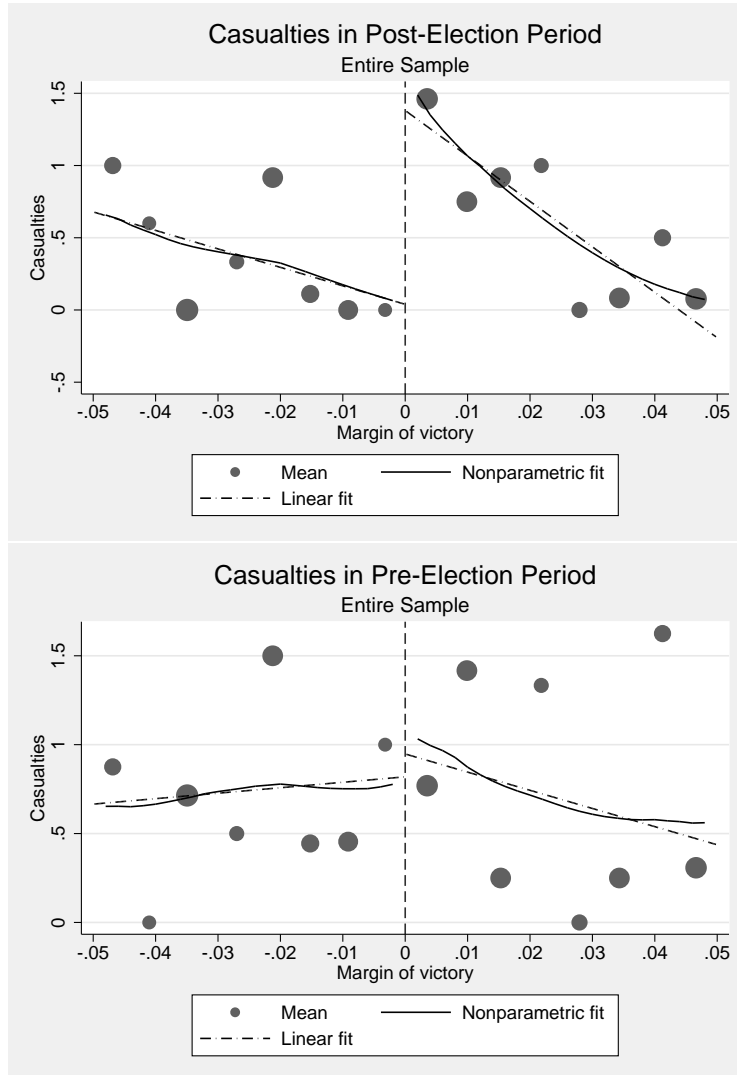 Casualties in Post-Election Period
Entire Sample
Casualties
1.5
1
.5
0
-.5
-.05 -.04 -.03 -.02 -.01 0 .01 .02 .03 .04 .05
Margin of victory
Mean Nonparametric fit
Linear fit
Casualties in Pre-Election Period
Entire Sample
Casualties
1.5
1
.5
0
-.05 -.04 -.03 -.02 -.01 0 .01 .02 .03 .04 .05
Margin of victory
Mean Nonparametric fit
Linear fit